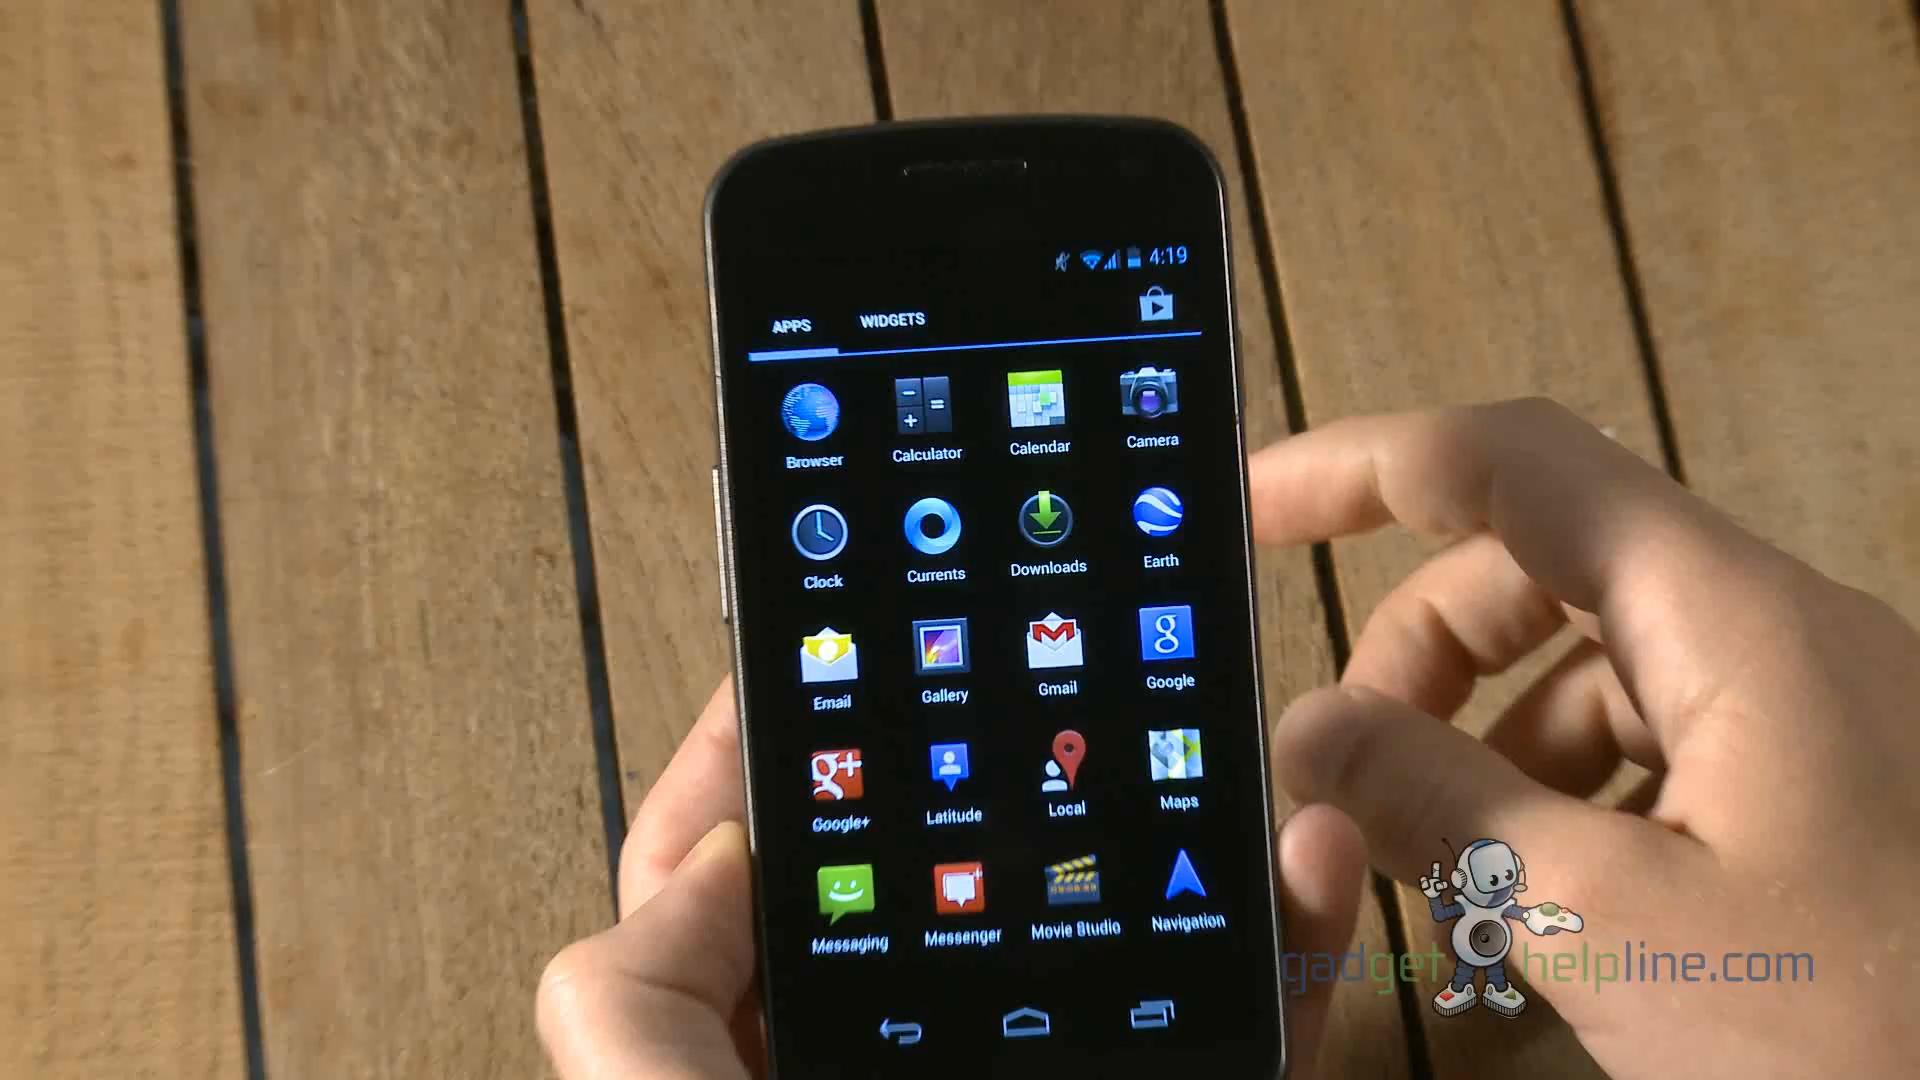 4:19
APPS WIDGETS
Browser Calculator Calendar Camera
Clock Currents Downloads Earth
Email Gallery Gmail Google
Google+ Latitude Local Maps
Messaging Messenger Movie Studio Navigation
gadget helpline.com